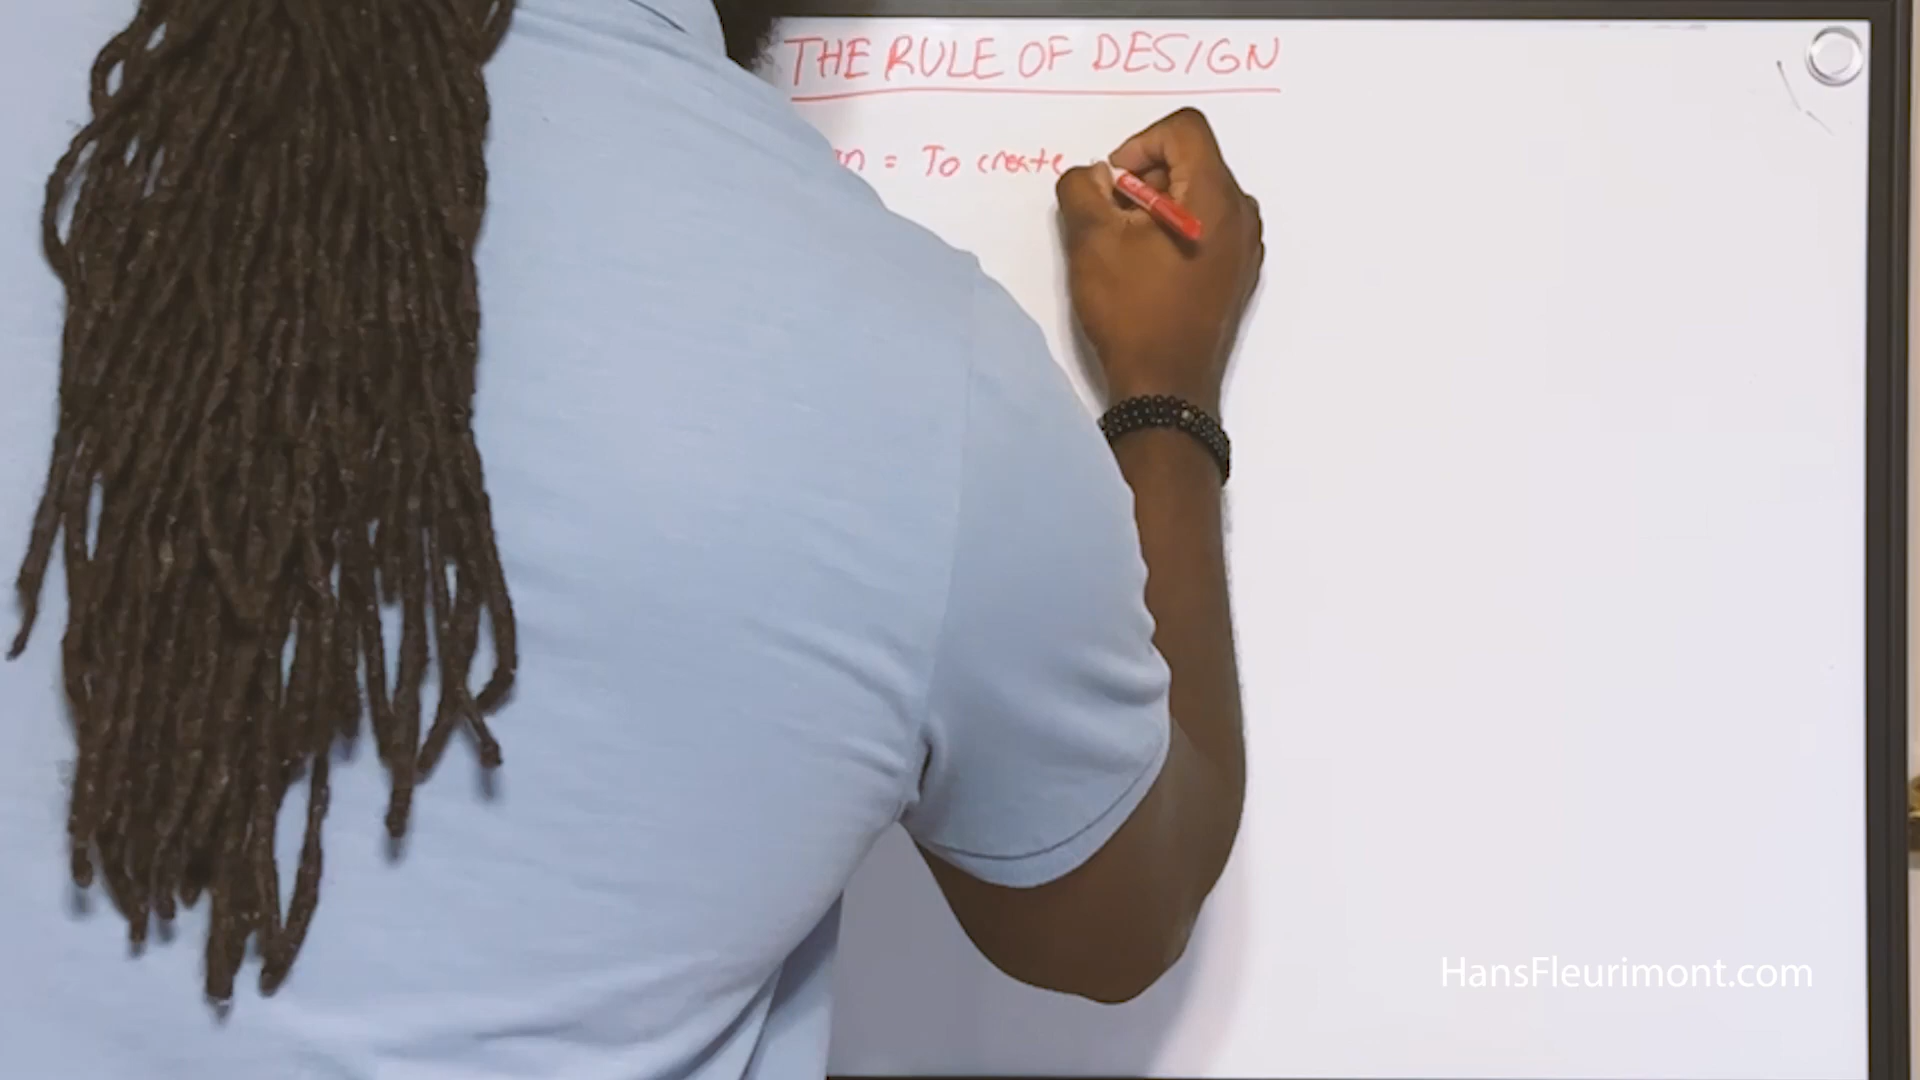 THE RULE OF DESIGN
= To create
HansFleurimont.com